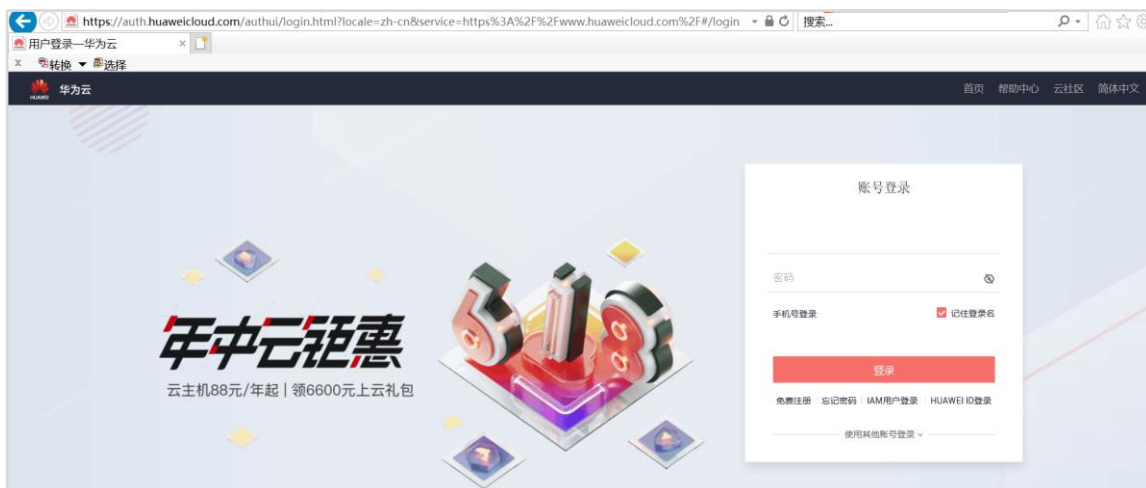 https://auth.huaweicloud.com/authui/login.html?locale=zh-cn&service=https%3A%2F%2Fwww.huaweicloud.com%2F#/login 搜索...
用户登录—华为云 ×
x 转换 ▼ 选择
HUAWEI 华为云 首页 帮助中心 云社区 简体中文
账号登录
密码
手机号登录 记住登录名
登录
免费注册 | 忘记密码 | IAM用户登录 | HUAWEI ID登录
使用其他账号登录
年中云钜惠
云主机88元/年起 | 领6600元上云礼包
618